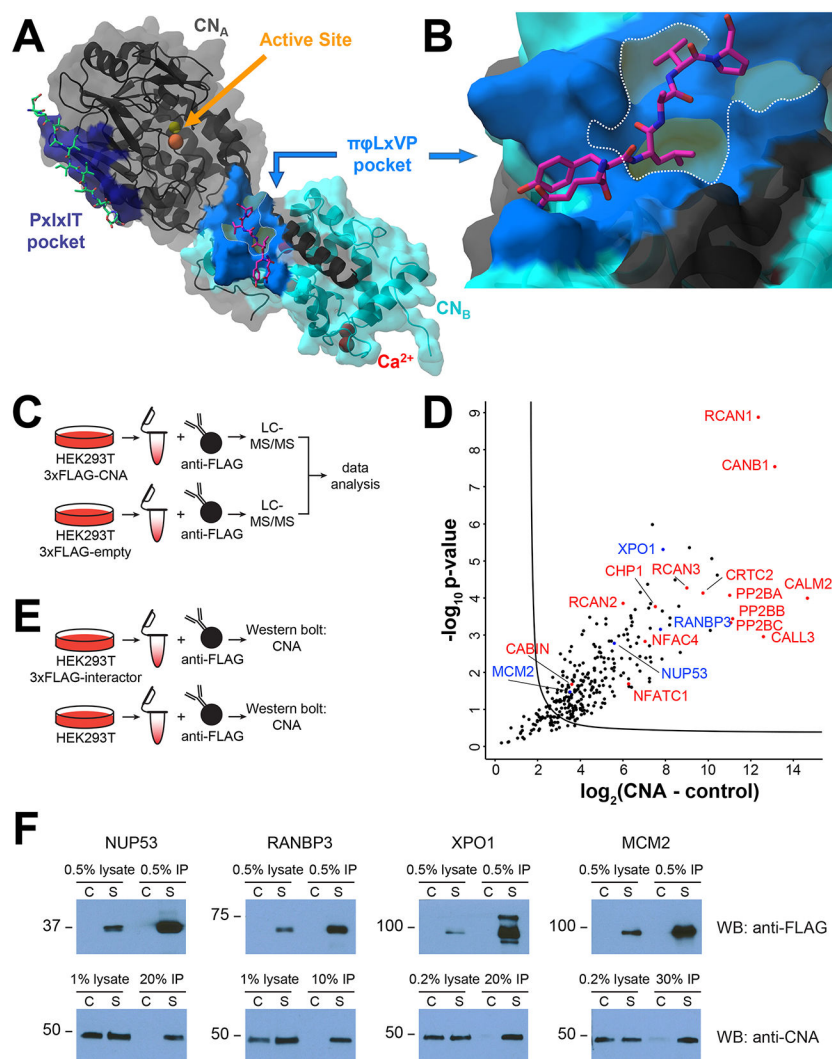 A
CNA
Active Site
πφLxVP
pocket
PxIxIT
pocket
CNB
Ca2+
B
C
HEK293T
3xFLAG-CNA
+
anti-FLAG
LC-
MS/MS
data
analysis
HEK293T
3xFLAG-empty
+
anti-FLAG
LC-
MS/MS
D
-log10 p-value
9
8
7
6
5
4
3
2
1
0
RCAN1
CANB1
XPO1
RCAN3
CHP1
CRTC2
CALM2
RCAN2
PP2BA
PP2BB
RANBP3
PP2BC
NFAC4
CALL3
CABIN
MCM2
NUP53
NFATC1
0 2 4 6 8 10 12 14
log2(CNA - control)
E
HEK293T
3xFLAG-interactor
+
anti-FLAG
Western bolt:
CNA
HEK293T
+
anti-FLAG
Western bolt:
CNA
F
NUP53 RANBP3 XPO1 MCM2
0.5% lysate 0.5% IP 0.5% lysate 0.5% IP 0.5% lysate 0.5% IP 0.5% lysate 0.5% IP
C S C S C S C S C S C S C S C S
37 75 100 100 WB: anti-FLAG
1% lysate 20% IP 1% lysate 10% IP 0.2% lysate 20% IP 0.2% lysate 30% IP
C S C S C S C S C S C S C S C S
50 50 50 50 WB: anti-CNA